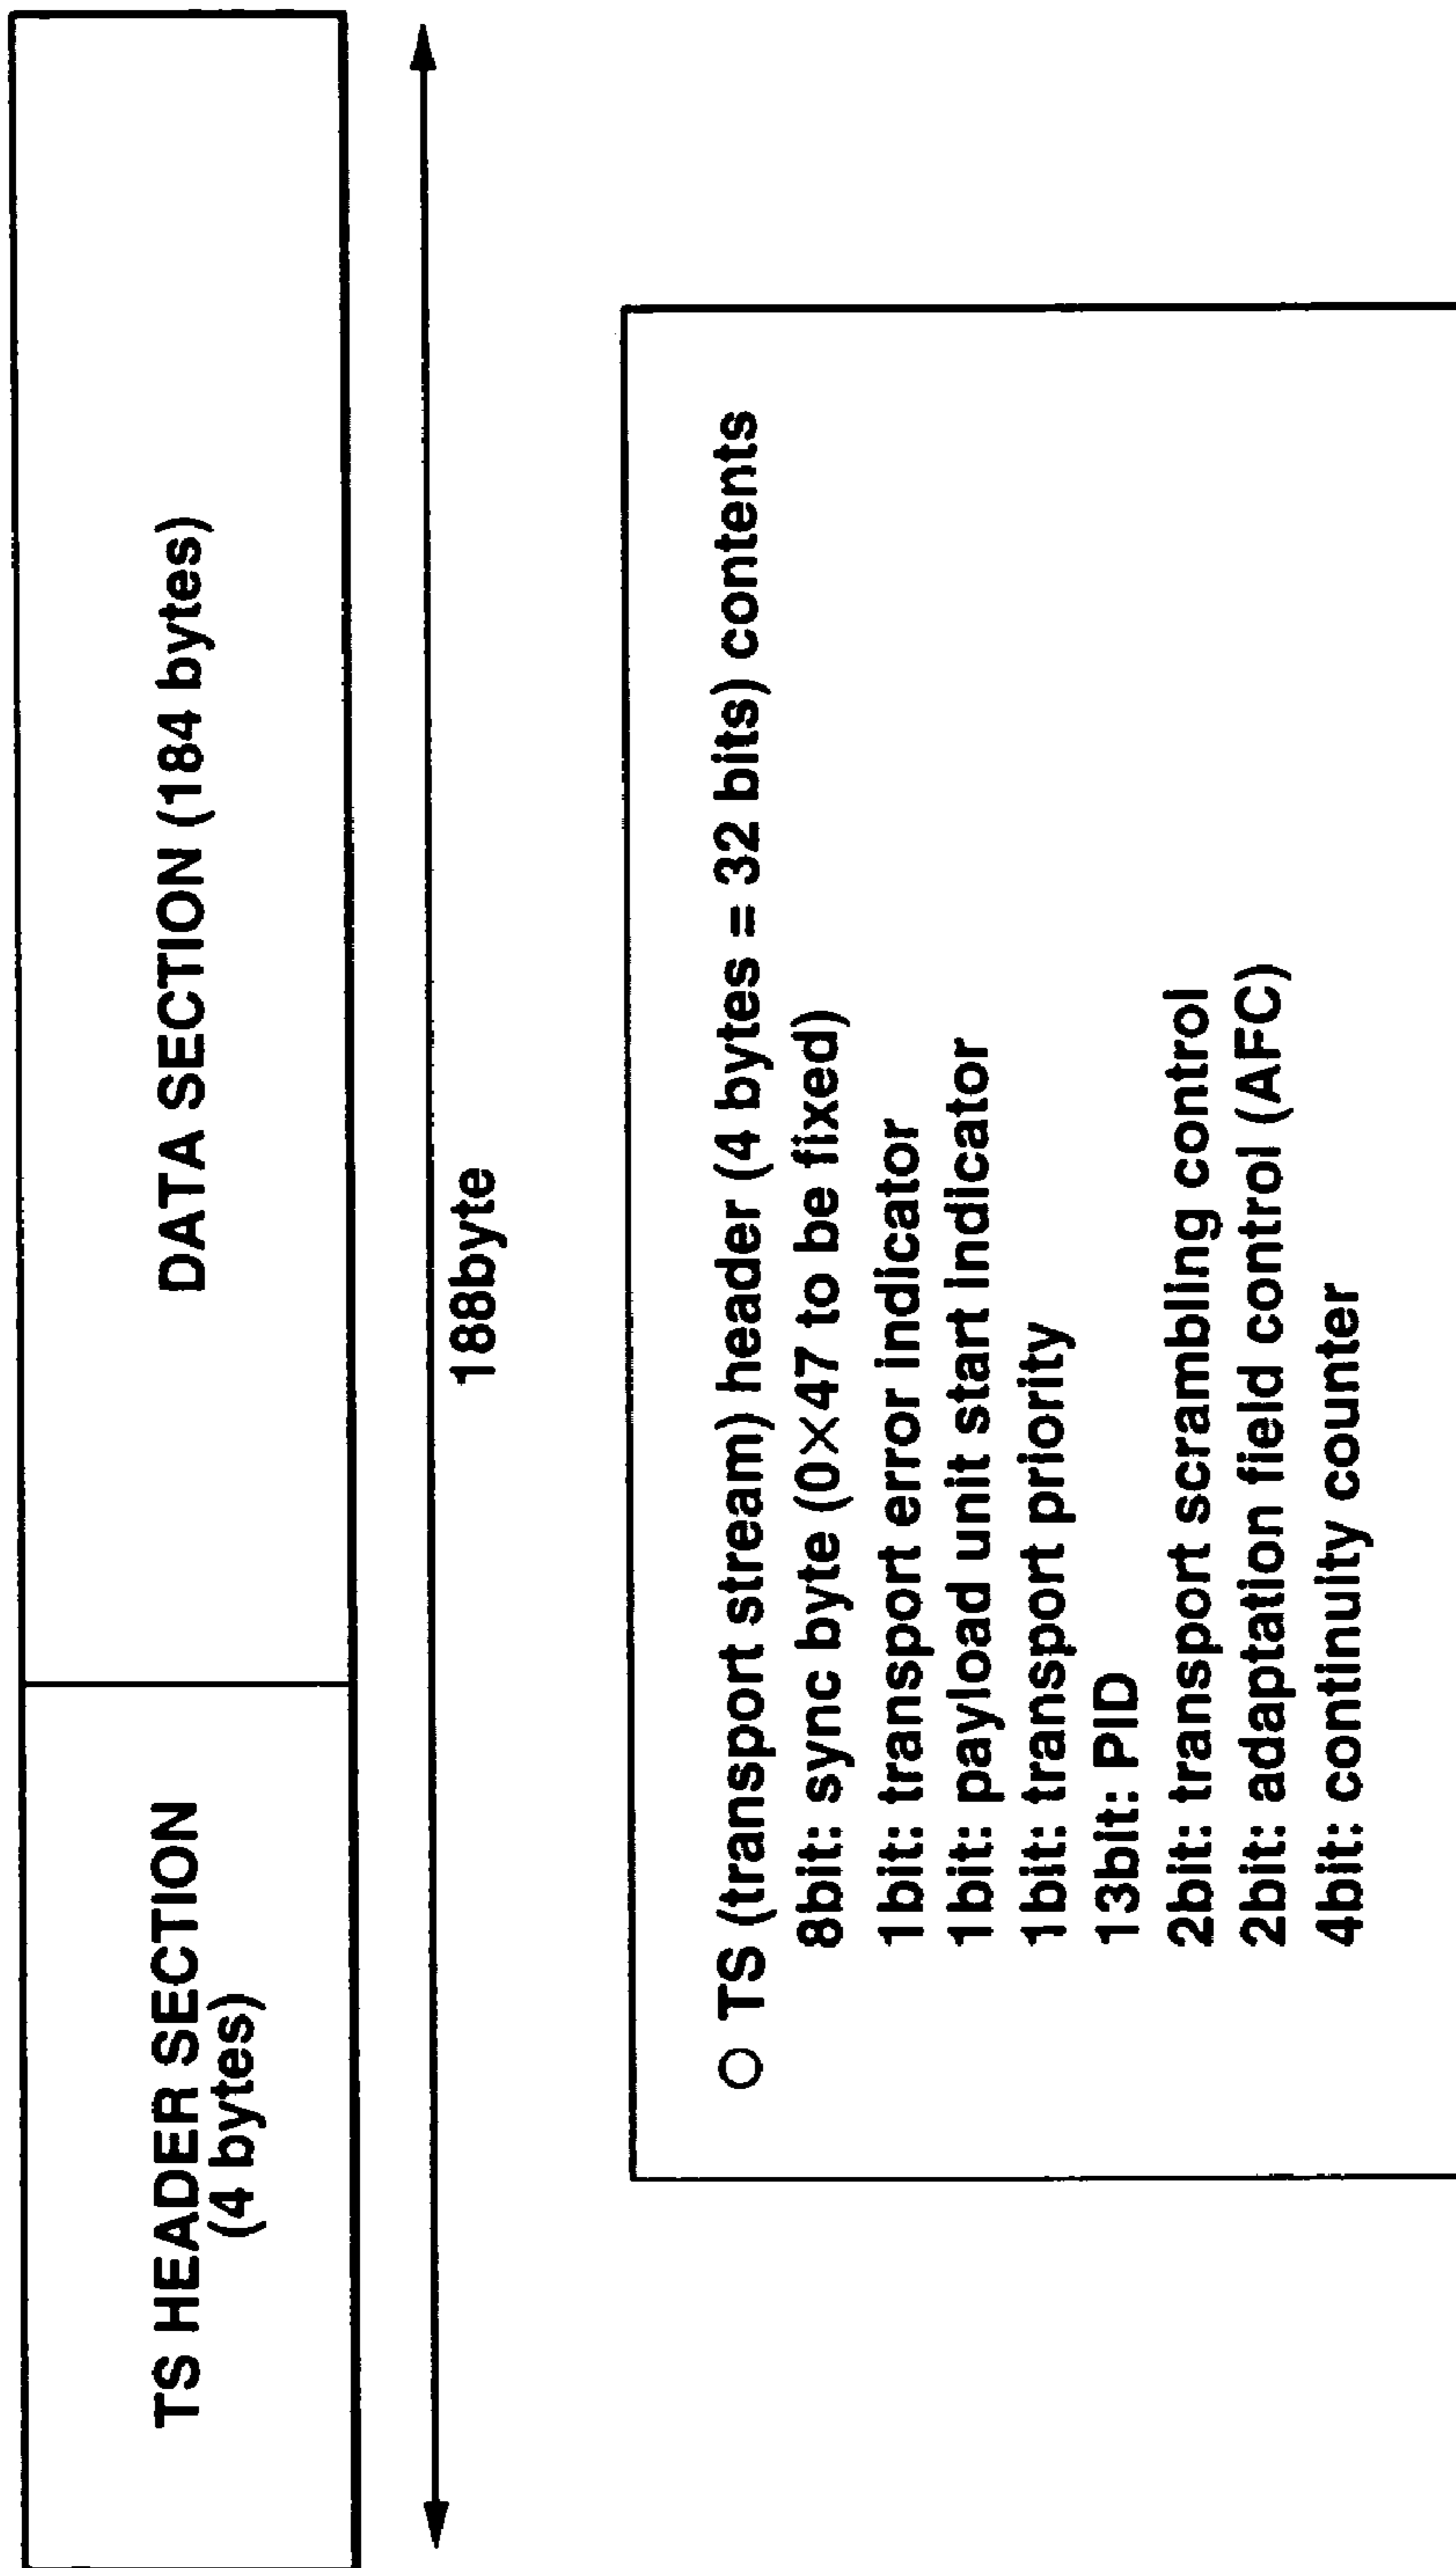 TS HEADER SECTION
(4 bytes)
DATA SECTION (184 bytes)
188byte
○ TS (transport stream) header (4 bytes = 32 bits) contents
8bit: sync byte (0×47 to be fixed)
1bit: transport error indicator
1bit: payload unit start indicator
1bit: transport priority
13bit: PID
2bit: transport scrambling control
2bit: adaptation field control (AFC)
4bit: continuity counter